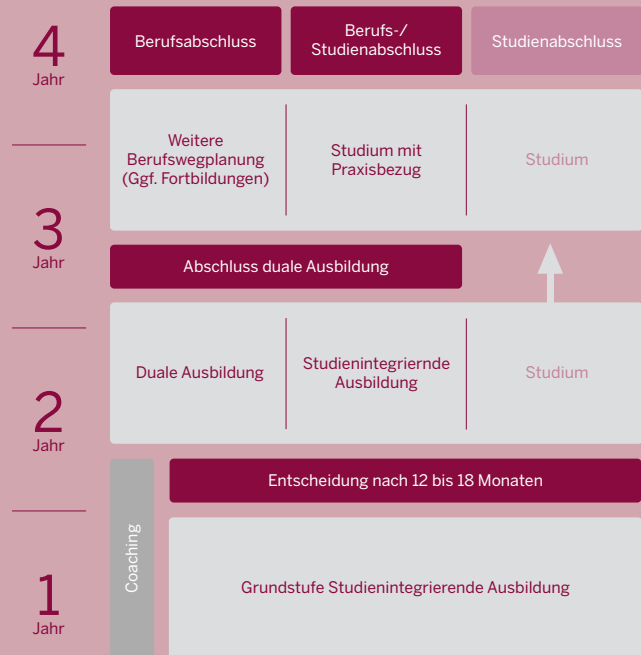 4
Jahr
Berufsabschluss
Berufs-/
Studienabschluss
Studienabschluss
Weitere
Berufswegplanung
(Ggf. Fortbildungen)
Studium mit
Praxisbezug
Studium
3
Jahr
Abschluss duale Ausbildung
Duale Ausbildung
Studienintegriernde
Ausbildung
Studium
2
Jahr
Entscheidung nach 12 bis 18 Monaten
Coaching
Grundstufe Studienintegrierende Ausbildung
1
Jahr